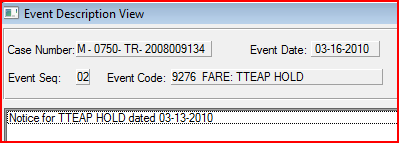 Event Description View
Case Number: M - 0750- TR- 2008009134 Event Date: 03-16-2010
Event Seq: 02 Event Code: 9276 FARE: TTEAP HOLD
Notice for TTEAP HOLD dated 03-13-2010